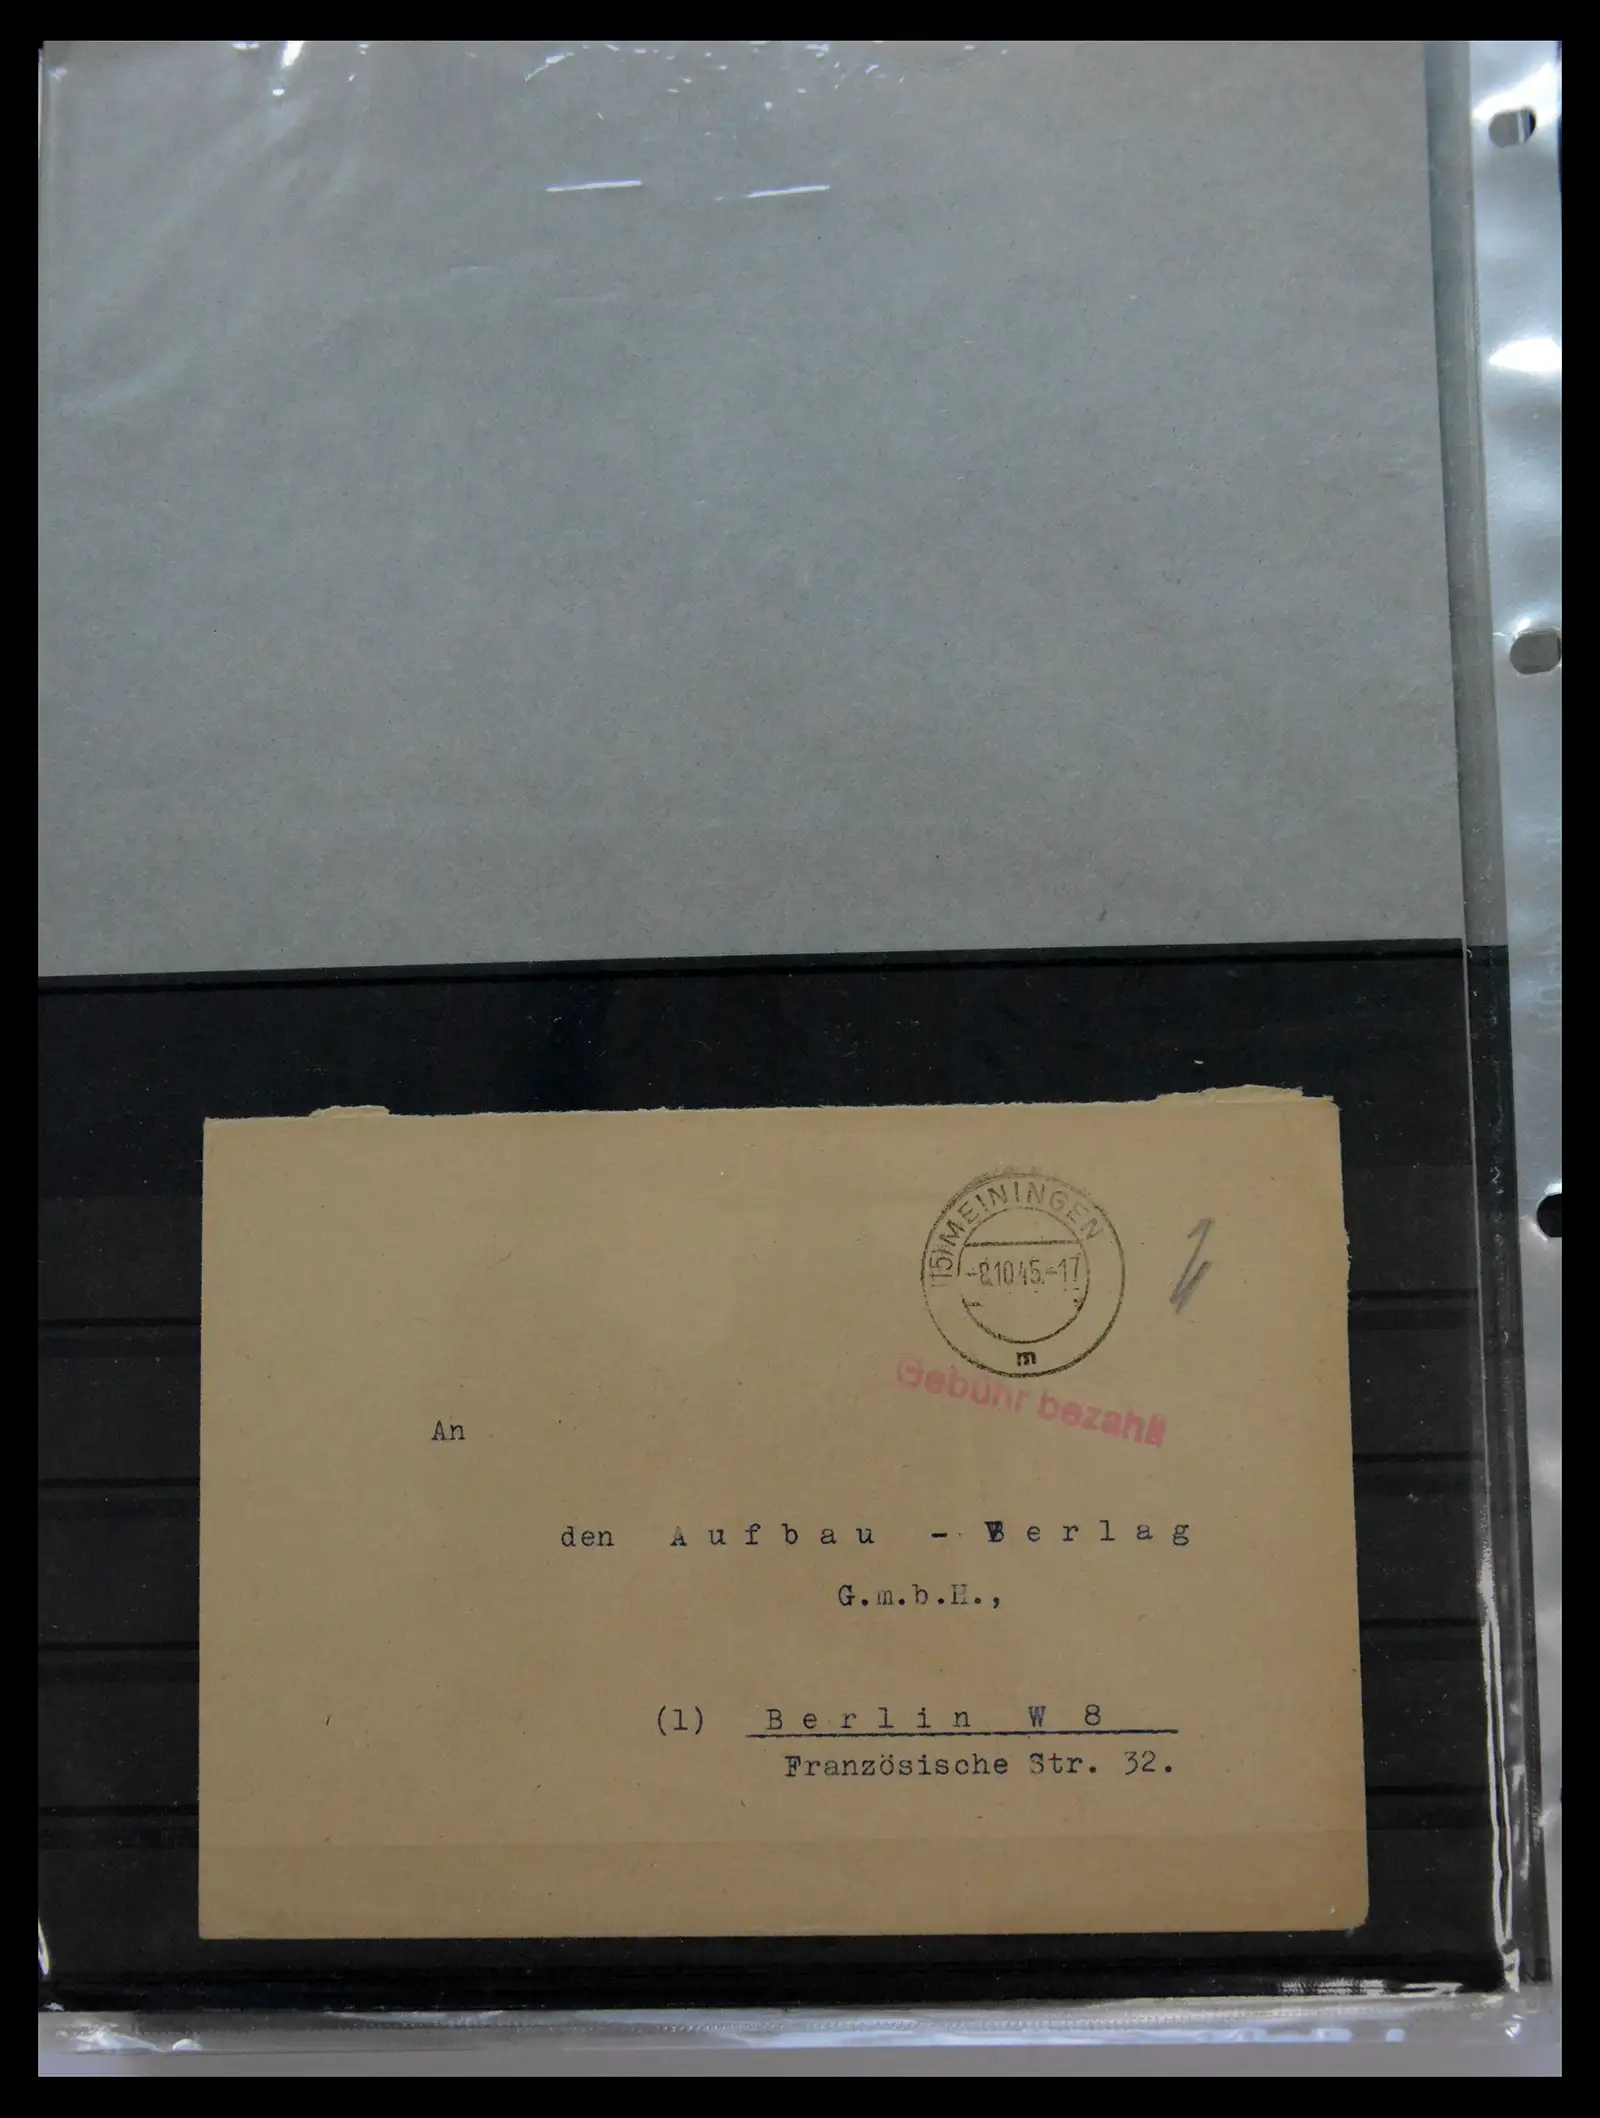 (15) MEININGEN
-8.10.45.-17
m
Gebühr bezahlt
An
den Aufbau - Verlag
G.m.b.H.,
(1) Berlin W 8
Französische Str. 32.